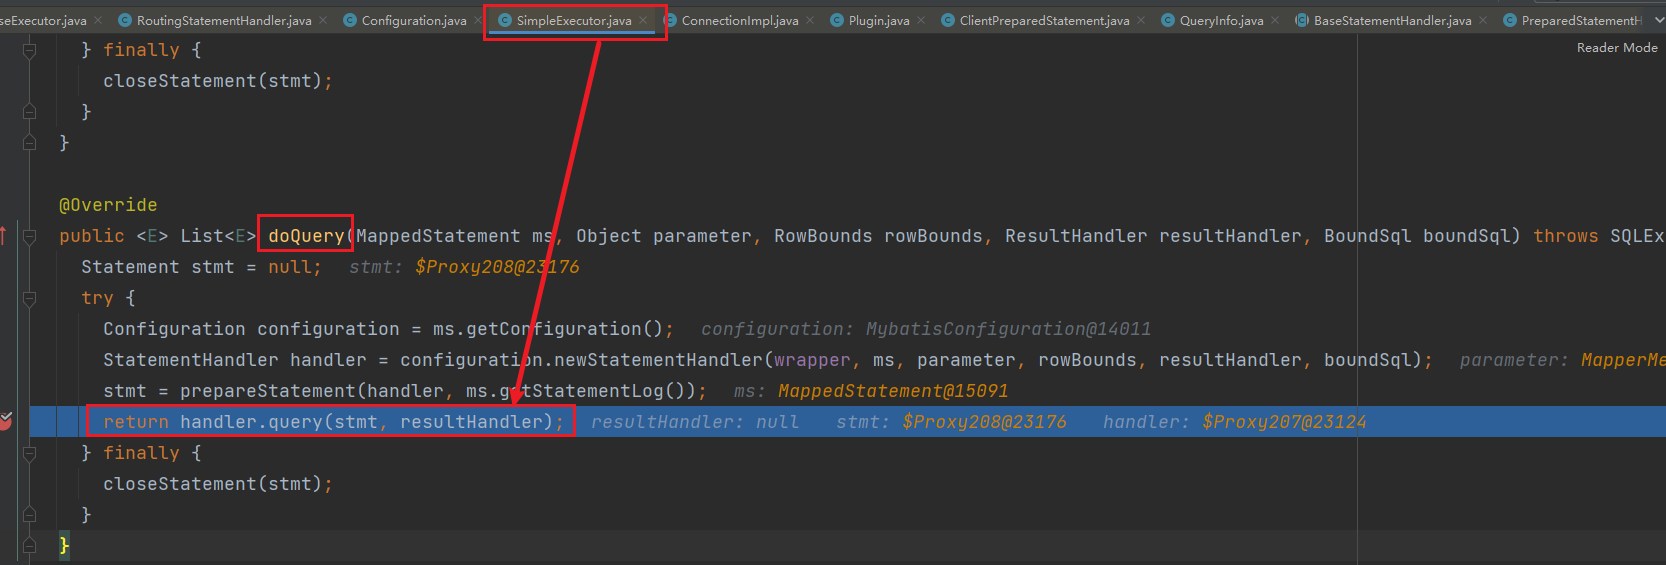 seExecutor.java RoutingStatementHandler.java Configuration.java SimpleExecutor.java ConnectionImpl.java Plugin.java ClientPreparedStatement.java QueryInfo.java BaseStatementHandler.java PreparedStatementH
Reader Mode
} finally {
closeStatement(stmt);
}
}
@Override
public <E> List<E> doQuery(MappedStatement ms, Object parameter, RowBounds rowBounds, ResultHandler resultHandler, BoundSql boundSql) throws SQLEx
Statement stmt = null; stmt: $Proxy208@23176
try {
Configuration configuration = ms.getConfiguration(); configuration: MybatisConfiguration@14011
StatementHandler handler = configuration.newStatementHandler(wrapper, ms, parameter, rowBounds, resultHandler, boundSql); parameter: MapperMe
stmt = prepareStatement(handler, ms.getStatementLog()); ms: MappedStatement@15091
return handler.query(stmt, resultHandler); resultHandler: null stmt: $Proxy208@23176 handler: $Proxy207@23124
} finally {
closeStatement(stmt);
}
}